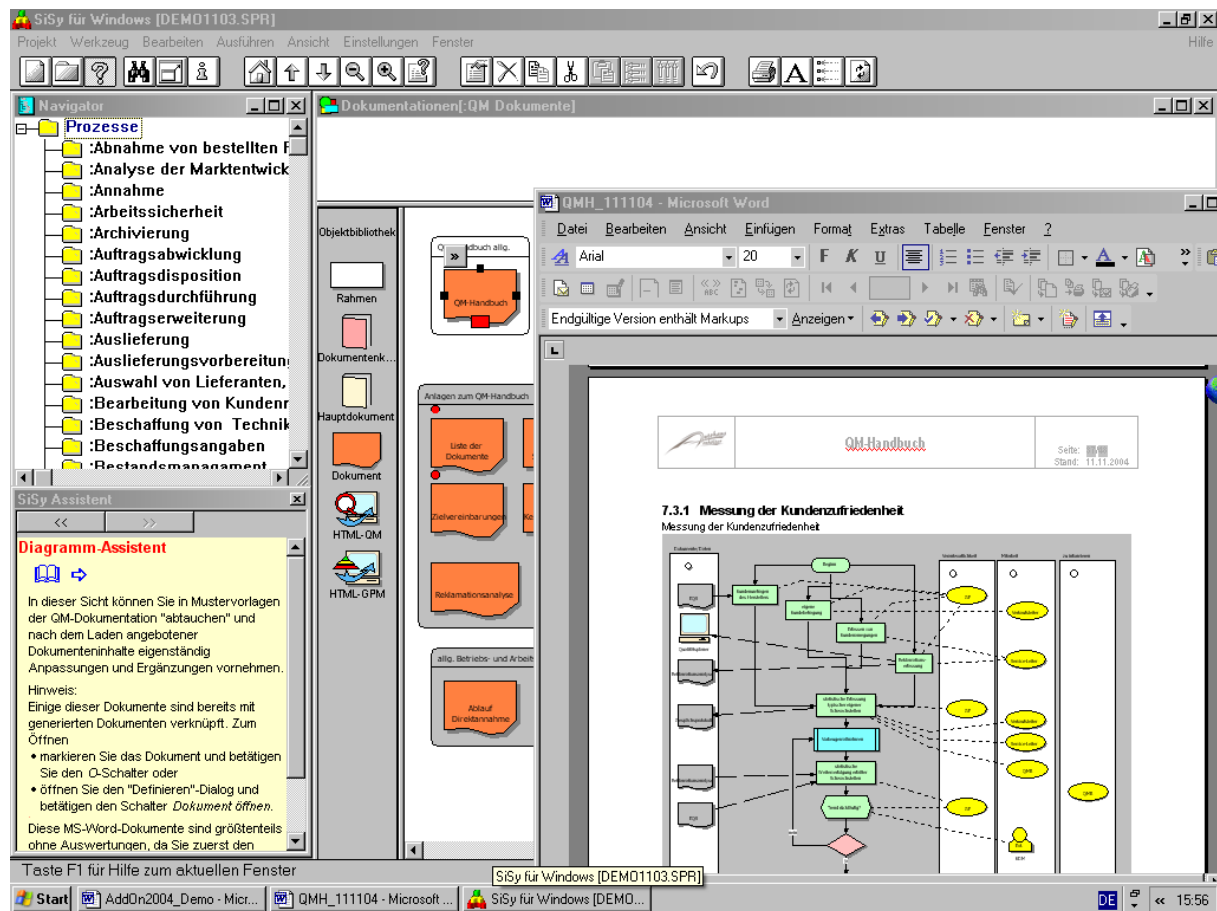 SiSy für Windows [DEMO1103.SPR]
Projekt Werkzeug Bearbeiten Ausführen Ansicht Einstellungen Fenster Hilfe
Navigator
Prozesse
:Abnahme von bestellten F
:Analyse der Marktentwick
:Annahme
:Arbeitssicherheit
:Archivierung
:Auftragsabwicklung
:Auftragsdisposition
:Auftragsdurchführung
:Auftragserweiterung
:Auslieferung
:Auslieferungsvorbereitung
:Auswahl von Lieferanten,
:Bearbeitung von Kundenr
:Beschaffung von Technik
:Beschaffungsangaben
:Bestandsmanagament
SiSy Assistent
<< >>
Diagramm-Assistent
In dieser Sicht können Sie in Mustervorlagen
der QM-Dokumentation "abtauchen" und
nach dem Laden angebotener
Dokumenteninhalte eigenständig
Anpassungen und Ergänzungen vornehmen.
Hinweis:
Einige dieser Dokumente sind bereits mit
generierten Dokumenten verknüpft. Zum
Öffnen
• markieren Sie das Dokument und betätigen
Sie den O-Schalter oder
• öffnen Sie den "Definieren"-Dialog und
betätigen den Schalter Dokument öffnen.
Diese MS-Word-Dokumente sind größtenteils
ohne Auswertungen, da Sie zuerst den
Dokumentationen[:QM Dokumente]
Objektbibliothek
Rahmen
Dokumentenk...
Hauptdokument
Dokument
HTML-QM
HTML-GPM
QM-Handbuch
Anlagen zum QM-Handbuch
Liste der
Dokumente
Zielvereinbarungen
Reklamationsanalyse
allg. Betriebs- und Arbeit
Ablauf
Direktannahme
QMH_111104 - Microsoft Word
Datei Bearbeiten Ansicht Einfügen Format Extras Tabelle Fenster ?
Arial 20 F K U
Endgültige Version enthält Markups Anzeigen
QM-Handbuch
Seite:
Stand: 11.11.2004
7.3.1 Messung der Kundenzufriedenheit
Messung der Kundenzufriedenheit
Dokumente/Daten
Beginn
Taste F1 für Hilfe zum aktuellen Fenster
SiSy für Windows [DEMO1103.SPR]
Start
AddOn2004_Demo - Micr...
QMH_111104 - Microsoft ...
SiSy für Windows [DEMO...
DE
15:56